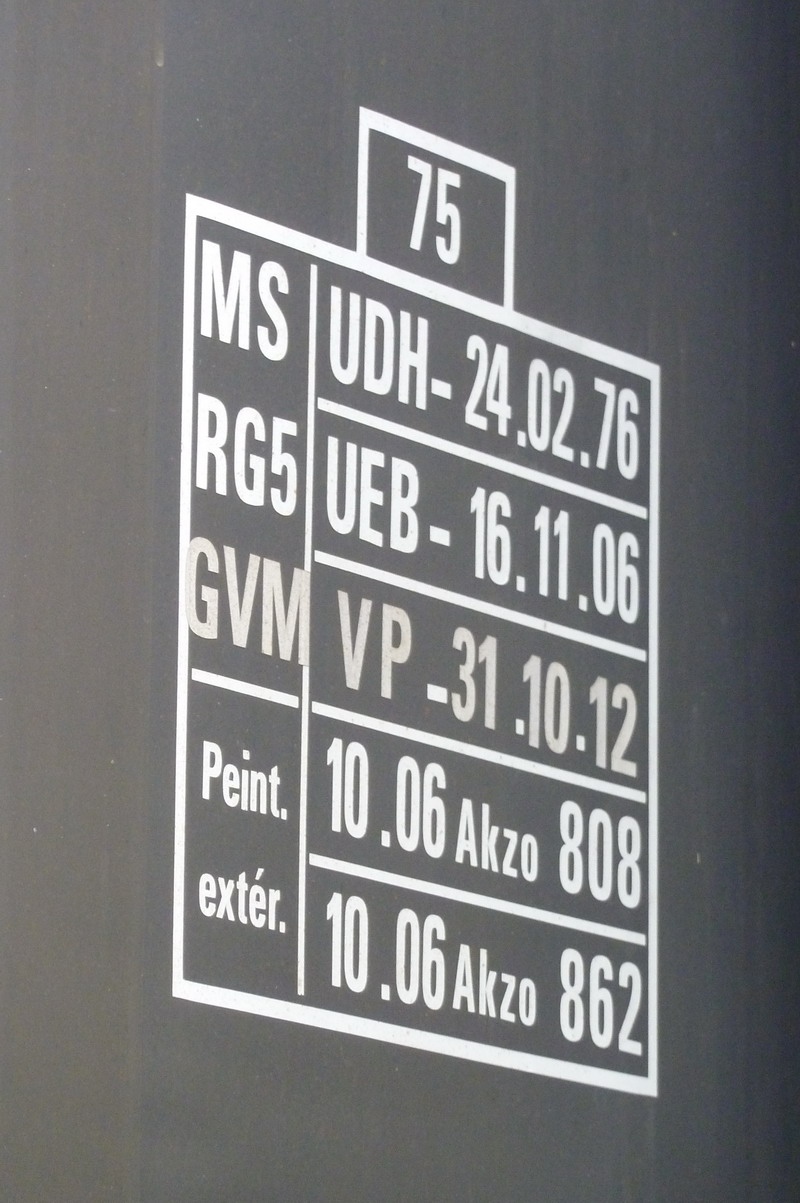 75
MS UDH- 24.02.76
RG5 UEB- 16.11.06
GVM VP -31.10.12
Peint. 10.06 Akzo 808
extér. 10.06 Akzo 862